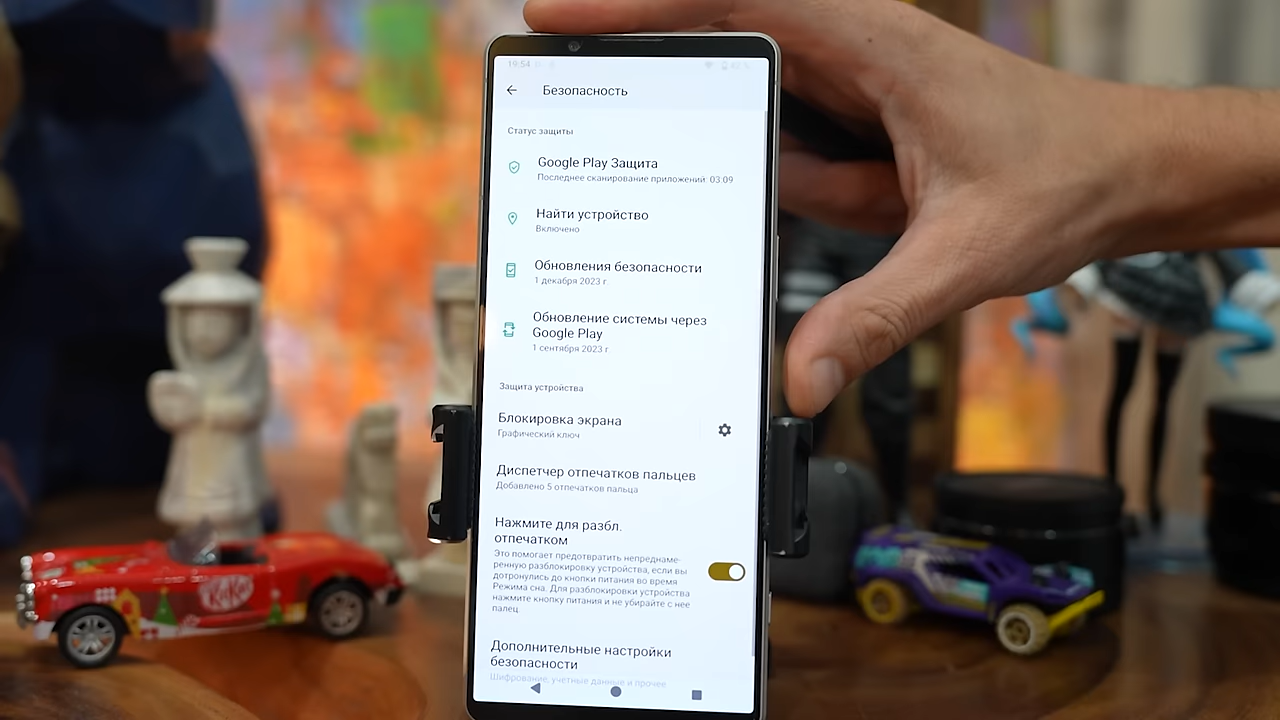 19:54
Безопасность
Статус защиты
Google Play Защита
Последнее сканирование приложений: 03:09
Найти устройство
Включено
Обновления безопасности
1 декабря 2023 г
Обновление системы через
Google Play
1 сентября 2023 г.
Защита устройства
Блокировка экрана
Графический ключ
Диспетчер отпечатков пальцев
Добавлено 5 отпечатков пальца
Нажмите для разбл.
отпечатком
Это помогает предотвратить непреднаме-
ренную разблокировку устройства, если вы
дотронулись до кнопки питания во время
Режима сна. Для разблокировки устройства
нажмите кнопку питания и не убирайте с нее
палец.
Дополнительные настройки
безопасности
Шифрование, учетные данные и прочее